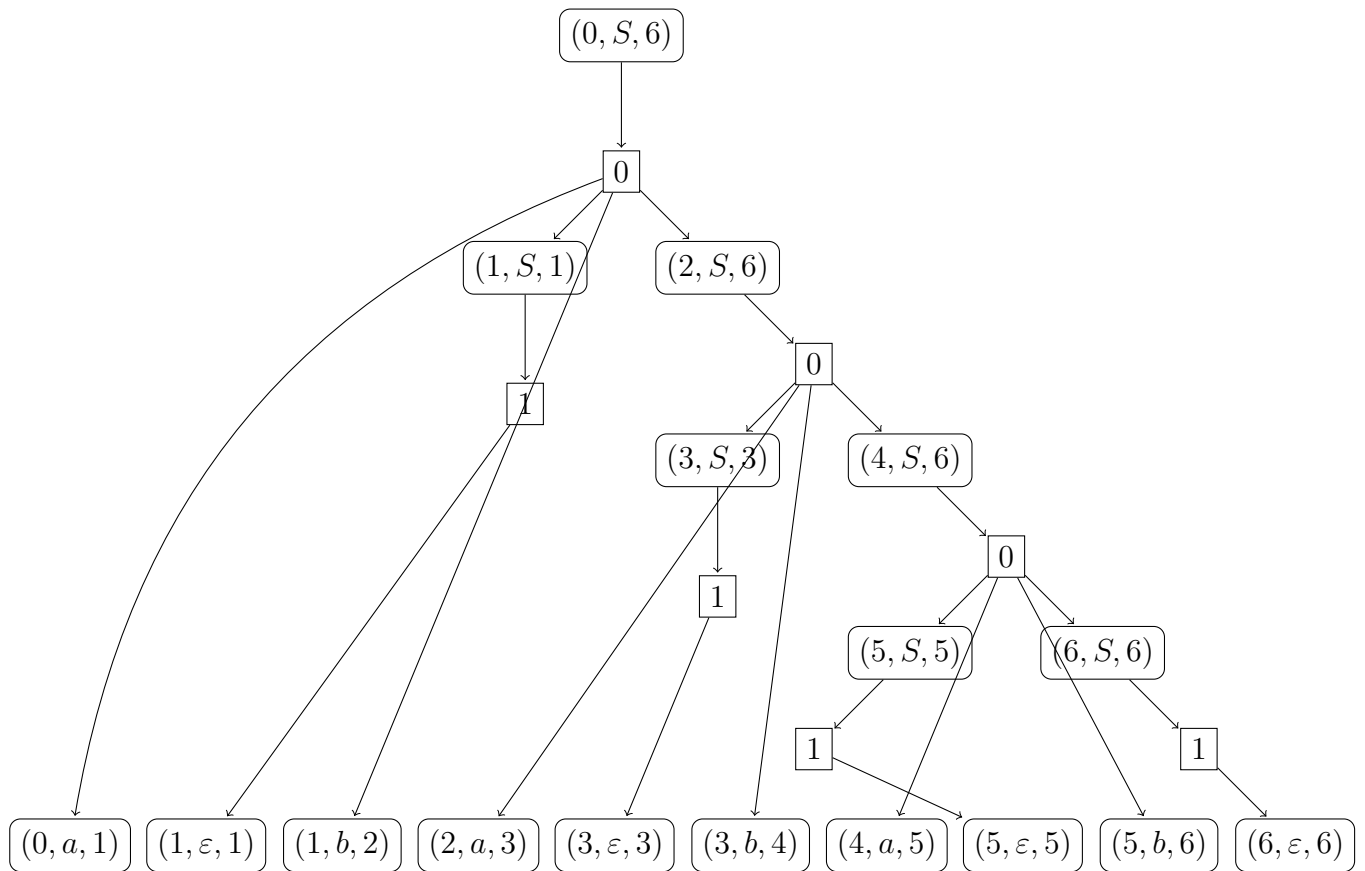 (0, S, 6)
0
(1, S, 1) (2, S, 6)
0
1
(3, S, 3) (4, S, 6)
0
1
(5, S, 5) (6, S, 6)
1 1
(0, a, 1) (1, ε, 1) (1, b, 2) (2, a, 3) (3, ε, 3) (3, b, 4) (4, a, 5) (5, ε, 5) (5, b, 6) (6, ε, 6)